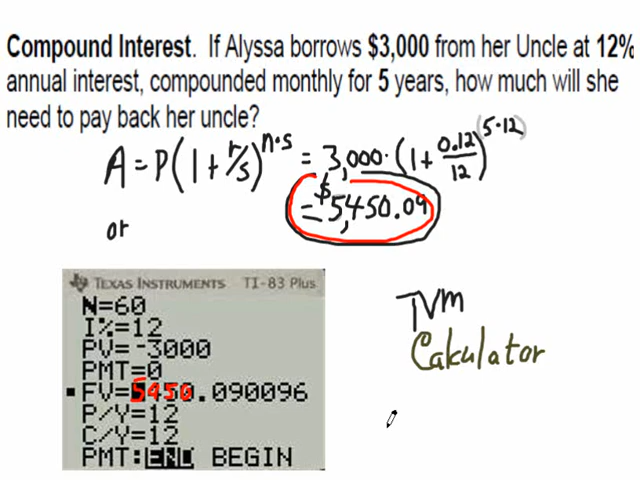 Compound Interest. If Alyssa borrows $3,000 from her Uncle at 12%
annual interest, compounded monthly for 5 years, how much will she
need to pay back her uncle?
A = P(1 + r/s)^(n·s) = 3,000·(1 + 0.12/12)^(5·12)
= $5,450.09
or
TEXAS INSTRUMENTS TI-83 Plus
N=60
I%=12
PV=-3000
PMT=0
FV=5450.090096
P/Y=12
C/Y=12
PMT:END BEGIN
TVM
Calkulator